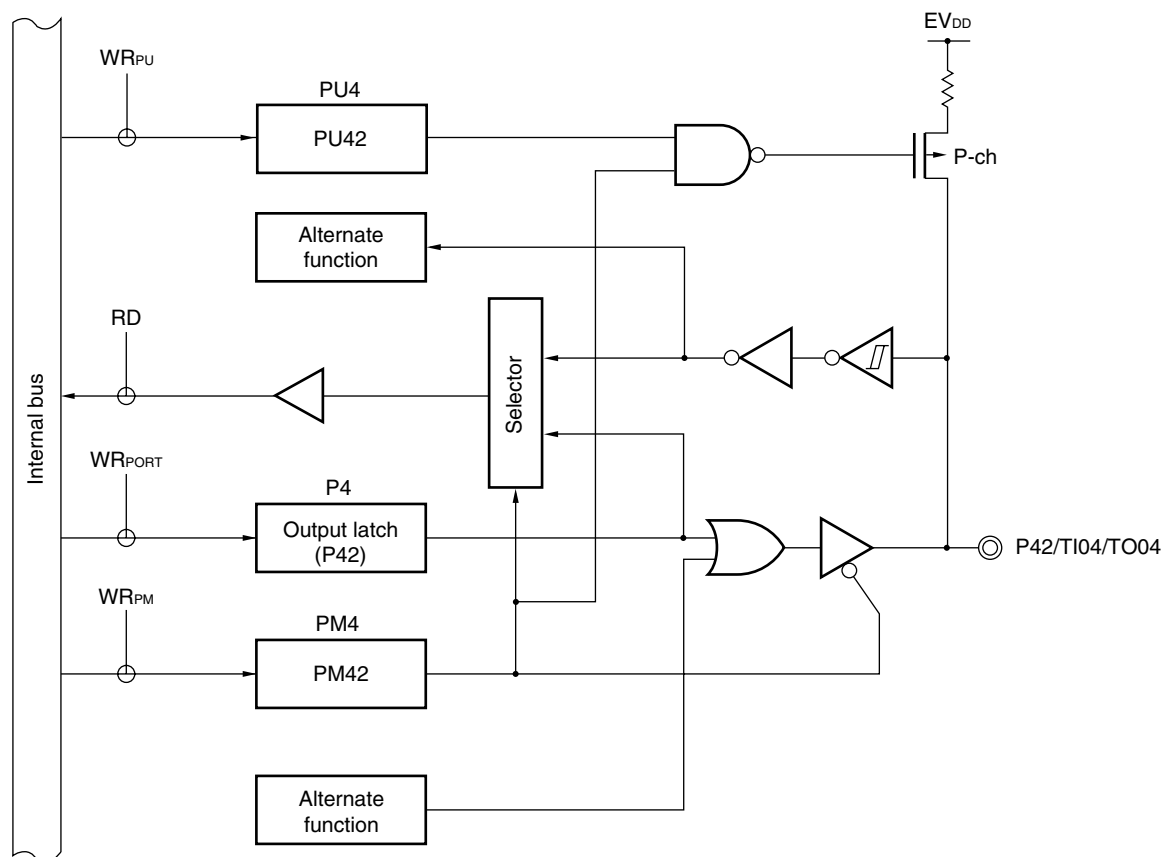 EVDD
WRPU
PU4
PU42
P-ch
Alternate
function
RD
Selector
Internal bus
WRPORT
P4
Output latch
(P42)
P42/TI04/TO04
WRPM
PM4
PM42
Alternate
function